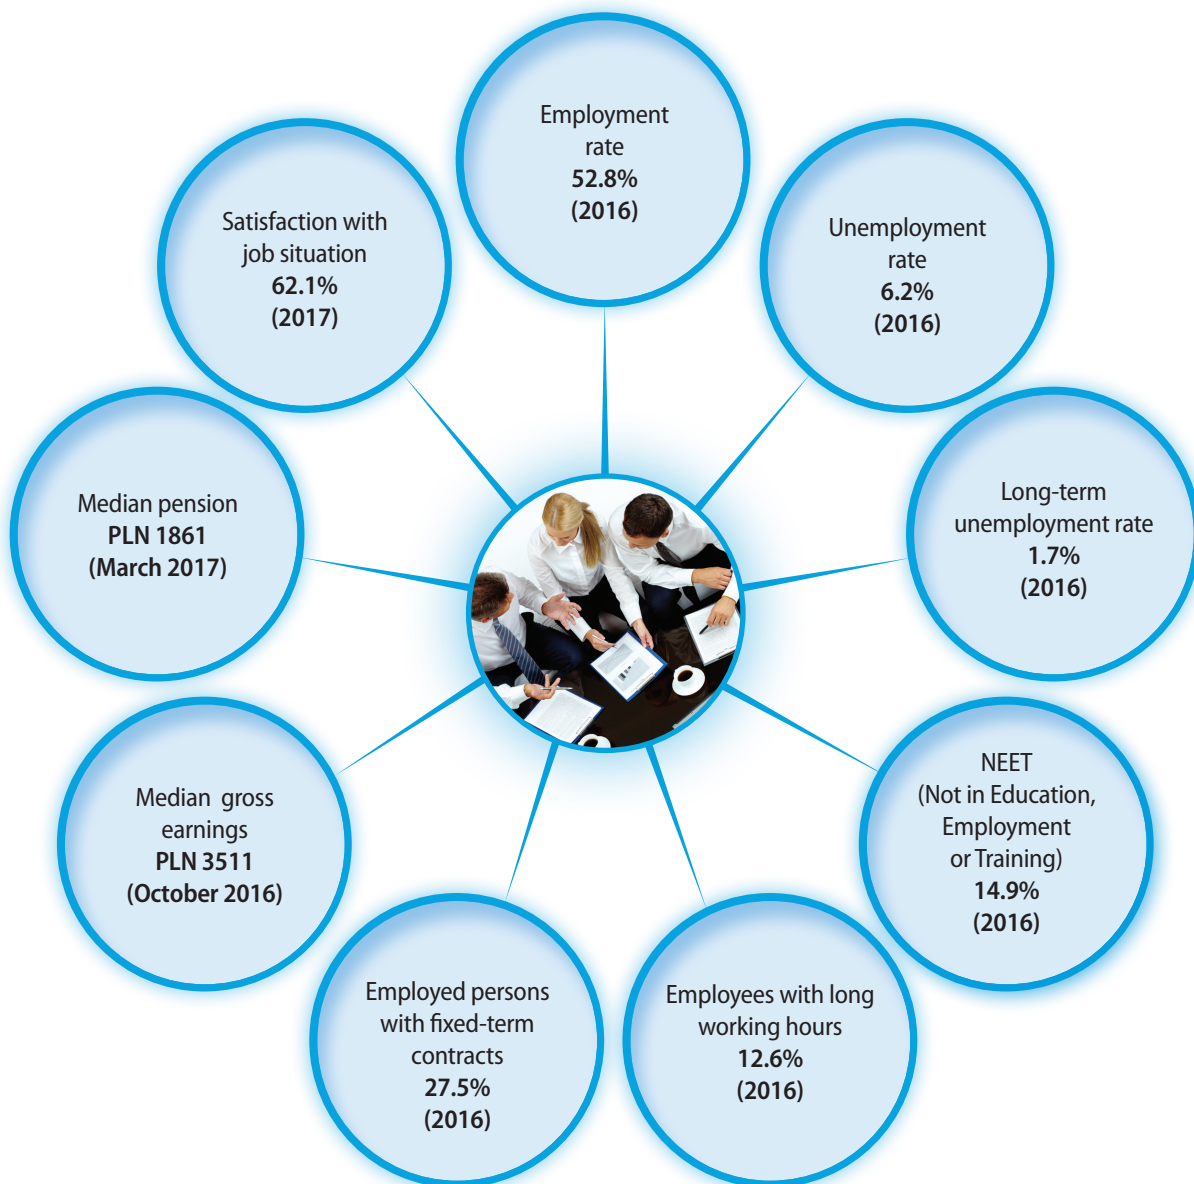 Employment
rate
52.8%
(2016)
Unemployment
rate
6.2%
(2016)
Long-term
unemployment rate
1.7%
(2016)
NEET
(Not in Education,
Employment
or Training)
14.9%
(2016)
Employees with long
working hours
12.6%
(2016)
Employed persons
with fixed-term
contracts
27.5%
(2016)
Median gross
earnings
PLN 3511
(October 2016)
Median pension
PLN 1861
(March 2017)
Satisfaction with
job situation
62.1%
(2017)